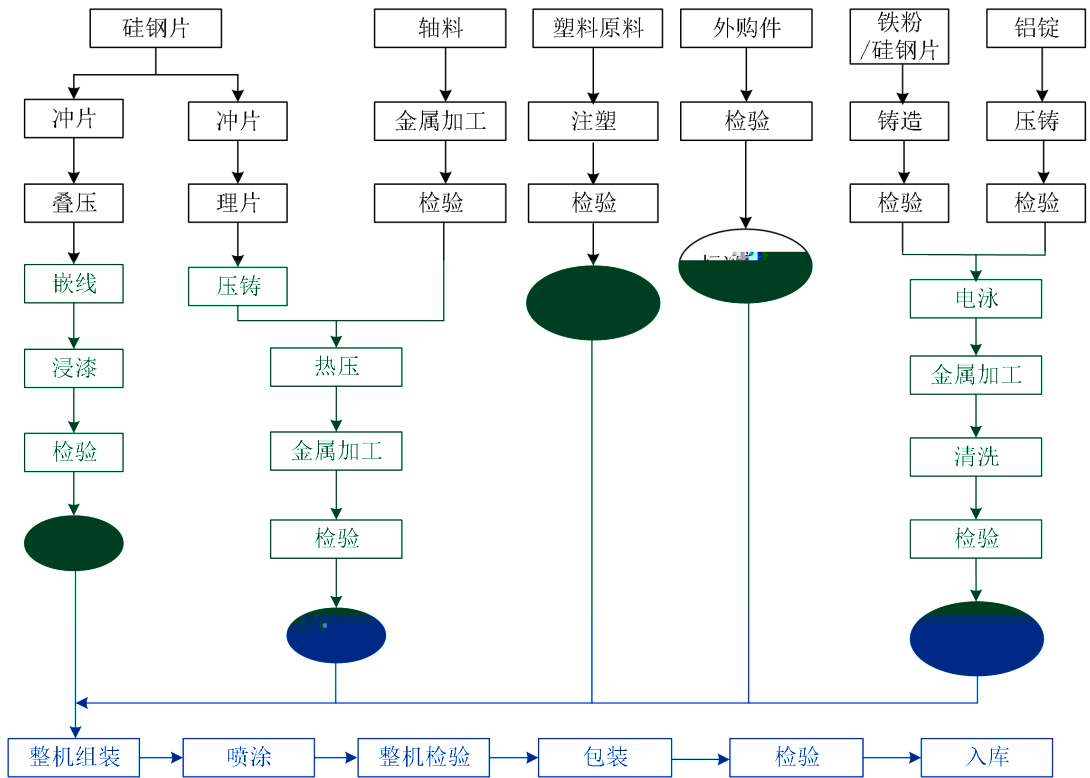 硅钢片
轴料
塑料原料
外购件
铁粉
/硅钢片
铝锭
冲片
冲片
金属加工
注塑
检验
铸造
压铸
叠压
理片
检验
检验
检验
检验
嵌线
压铸
电泳
浸漆
热压
金属加工
检验
金属加工
清洗
检验
检验
整机组装
喷涂
整机检验
包装
检验
入库